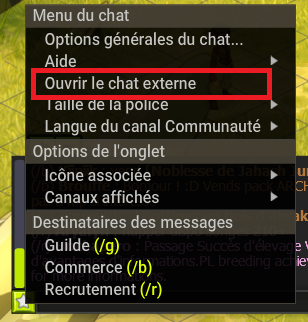 Menu du chat
Options générales du chat...
Aide
Ouvrir le chat externe
Taille de la police
Langue du canal Communauté
Options de l'onglet
Icône associée
Canaux affichés
Destinataires des messages
Guilde (/g)
Commerce (/b)
Recrutement (/r)